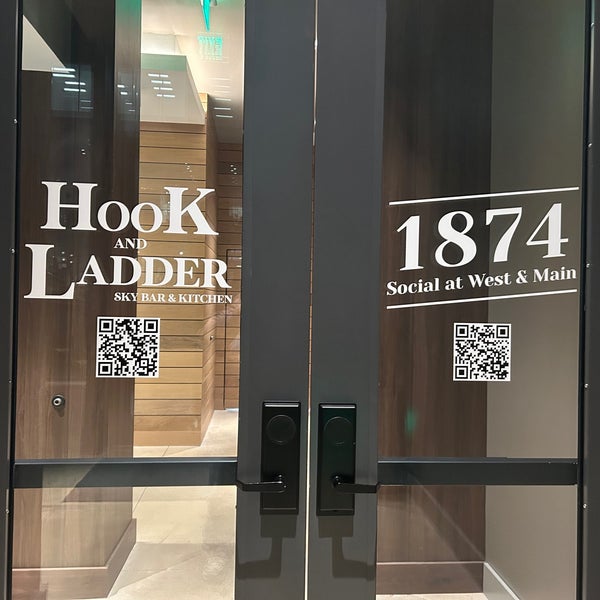 HOOK
AND
LADDER
SKY BAR & KITCHEN
1874
Social at West & Main